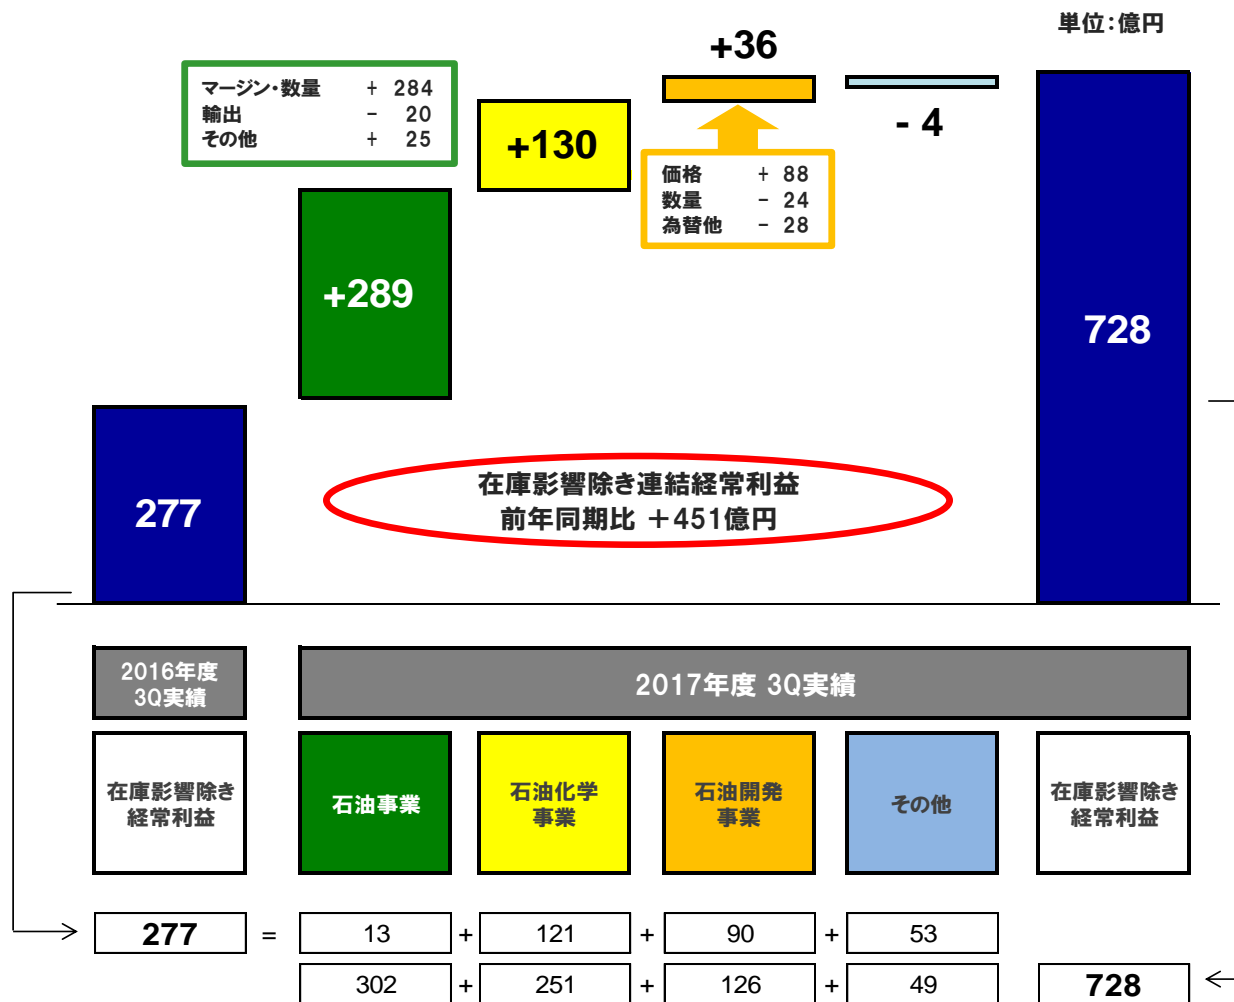 単位:億円
+36
マージン・数量 + 284
輸出 - 20
その他 + 25
+130
- 4
価格 + 88
数量 - 24
為替他 - 28
+289
728
277
在庫影響除き連結経常利益
前年同期比 +451億円
2016年度
3Q実績
2017年度 3Q実績
在庫影響除き
経常利益
石油事業
石油化学
事業
石油開発
事業
その他
在庫影響除き
経常利益
277 = 13 + 121 + 90 + 53
302 + 251 + 126 + 49 728